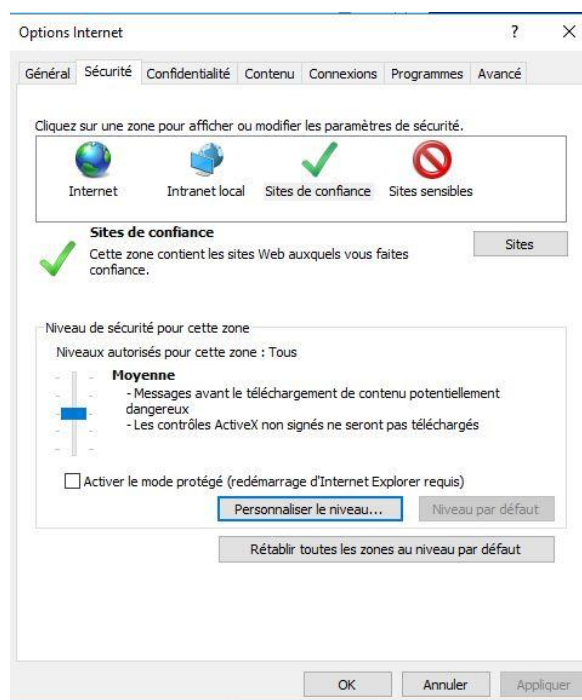 Options Internet
?
Général Sécurité Confidentialité Contenu Connexions Programmes Avancé
Cliquez sur une zone pour afficher ou modifier les paramètres de sécurité.
Internet Intranet local Sites de confiance Sites sensibles
Sites de confiance
Cette zone contient les sites Web auxquels vous faites
confiance.
Sites
Niveau de sécurité pour cette zone
Niveaux autorisés pour cette zone : Tous
Moyenne
- Messages avant le téléchargement de contenu potentiellement
dangereux
- Les contrôles ActiveX non signés ne seront pas téléchargés
Activer le mode protégé (redémarrage d'Internet Explorer requis)
Personnaliser le niveau... Niveau par défaut
Rétablir toutes les zones au niveau par défaut
OK Annuler Appliquer